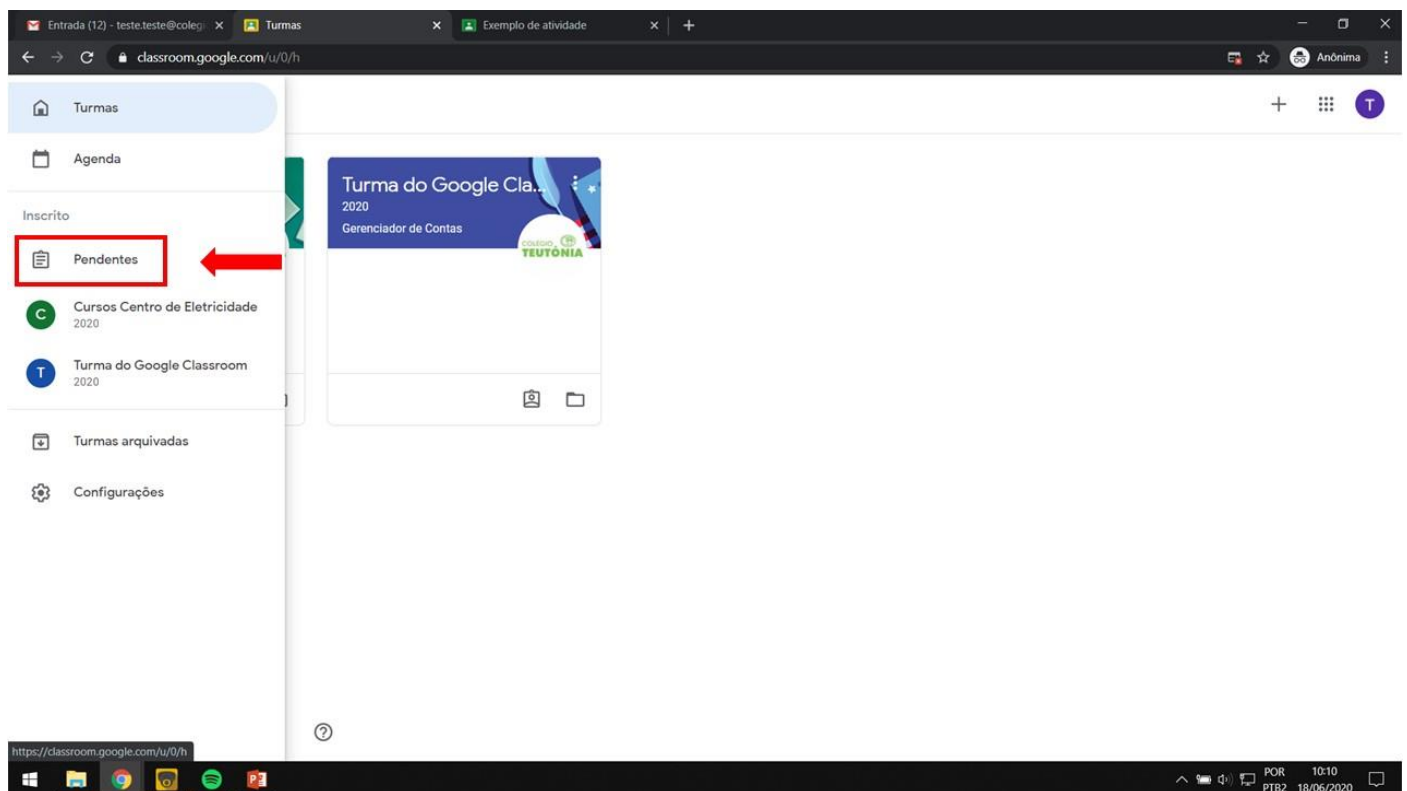 Entrada (12) - teste.teste@coleg
Turmas
Exemplo de atividade
classroom.google.com/u/0/h
Anônima
Turmas
T
Agenda
Turma do Google Cla...
2020
Gerenciador de Contas
COLÉGIO
TEUTÔNIA
Inscrito
Pendentes
C
Cursos Centro de Eletricidade
2020
T
Turma do Google Classroom
2020
Turmas arquivadas
Configurações
https://classroom.google.com/u/0/h
POR
PTB2
10:10
18/06/2020